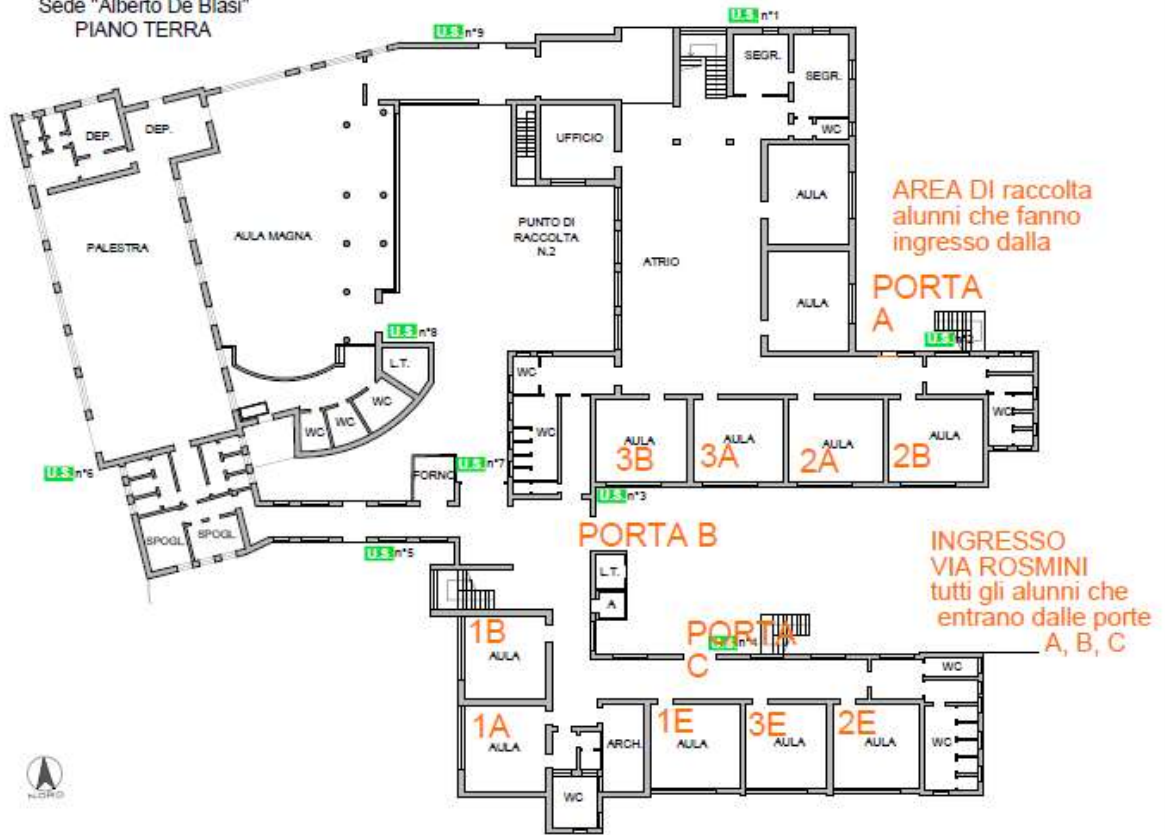 Sede "Alberto De Blasi"
PIANO TERRA
U.S. n°1
U.S. n°9
SEGR.
SEGR.
WC
DEP.
DEP.
UFFICIO
AULA
AREA DI raccolta
alunni che fanno
ingresso dalla
PORTA
A
PALESTRA
AULA MAGNA
PUNTO DI
RACCOLTA
N.2
ATRIO
AULA
U.S. n°8
U.S. n°2
L.T.
WC
WC
WC
WC
WC
WC
WC
AULA
3B
AULA
3A
AULA
2A
AULA
2B
U.S. n°6
U.S. n°7
FORNO
U.S. n°3
PORTA B
SPOGL.
SPOGL.
U.S. n°5
L.T.
A
INGRESSO
VIA ROSMINI
tutti gli alunni che
entrano dalle porte
A, B, C
PORTA
C
n°4
1B
AULA
WC
1A
AULA
ARCH.
1E
AULA
3E
AULA
2E
AULA
WC
WC
NORD